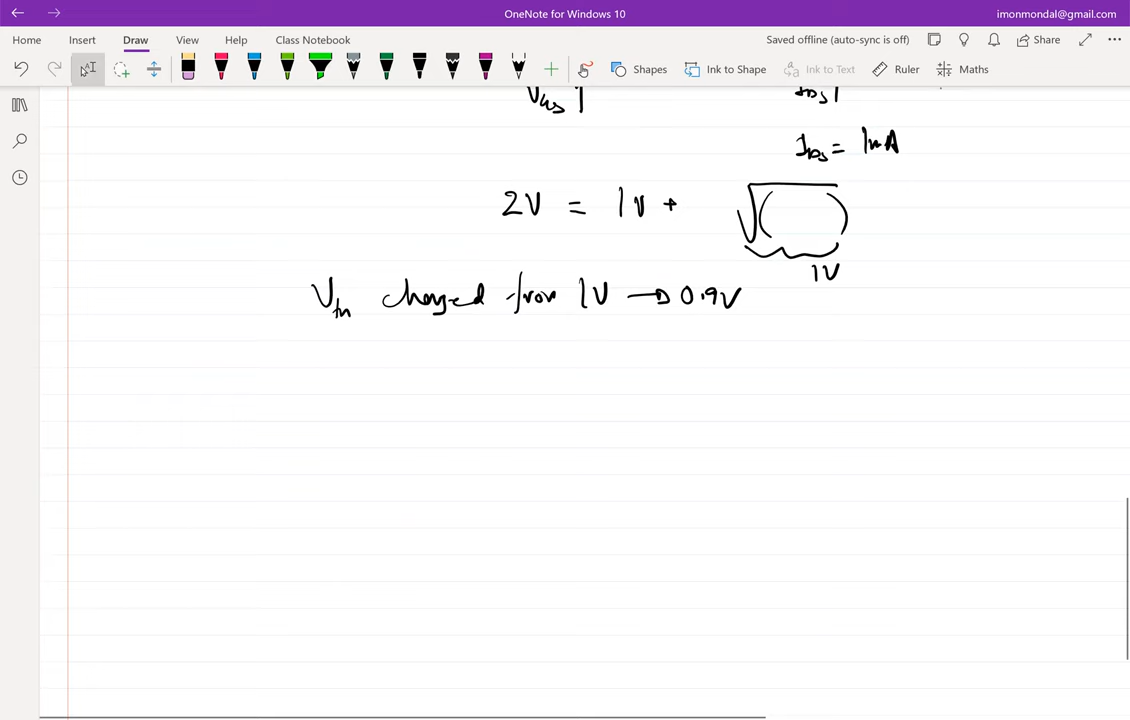 OneNote for Windows 10
imonmondal@gmail.com
Home Insert Draw View Help Class Notebook
Saved offline (auto-sync is off) Share
Shapes Ink to Shape Ink to Text Ruler Maths
V_GS ↑
I_DS ↑
I_DS = 1mA
2V = 1V + √( )
1V
V_th changed from 1V → 0.9V